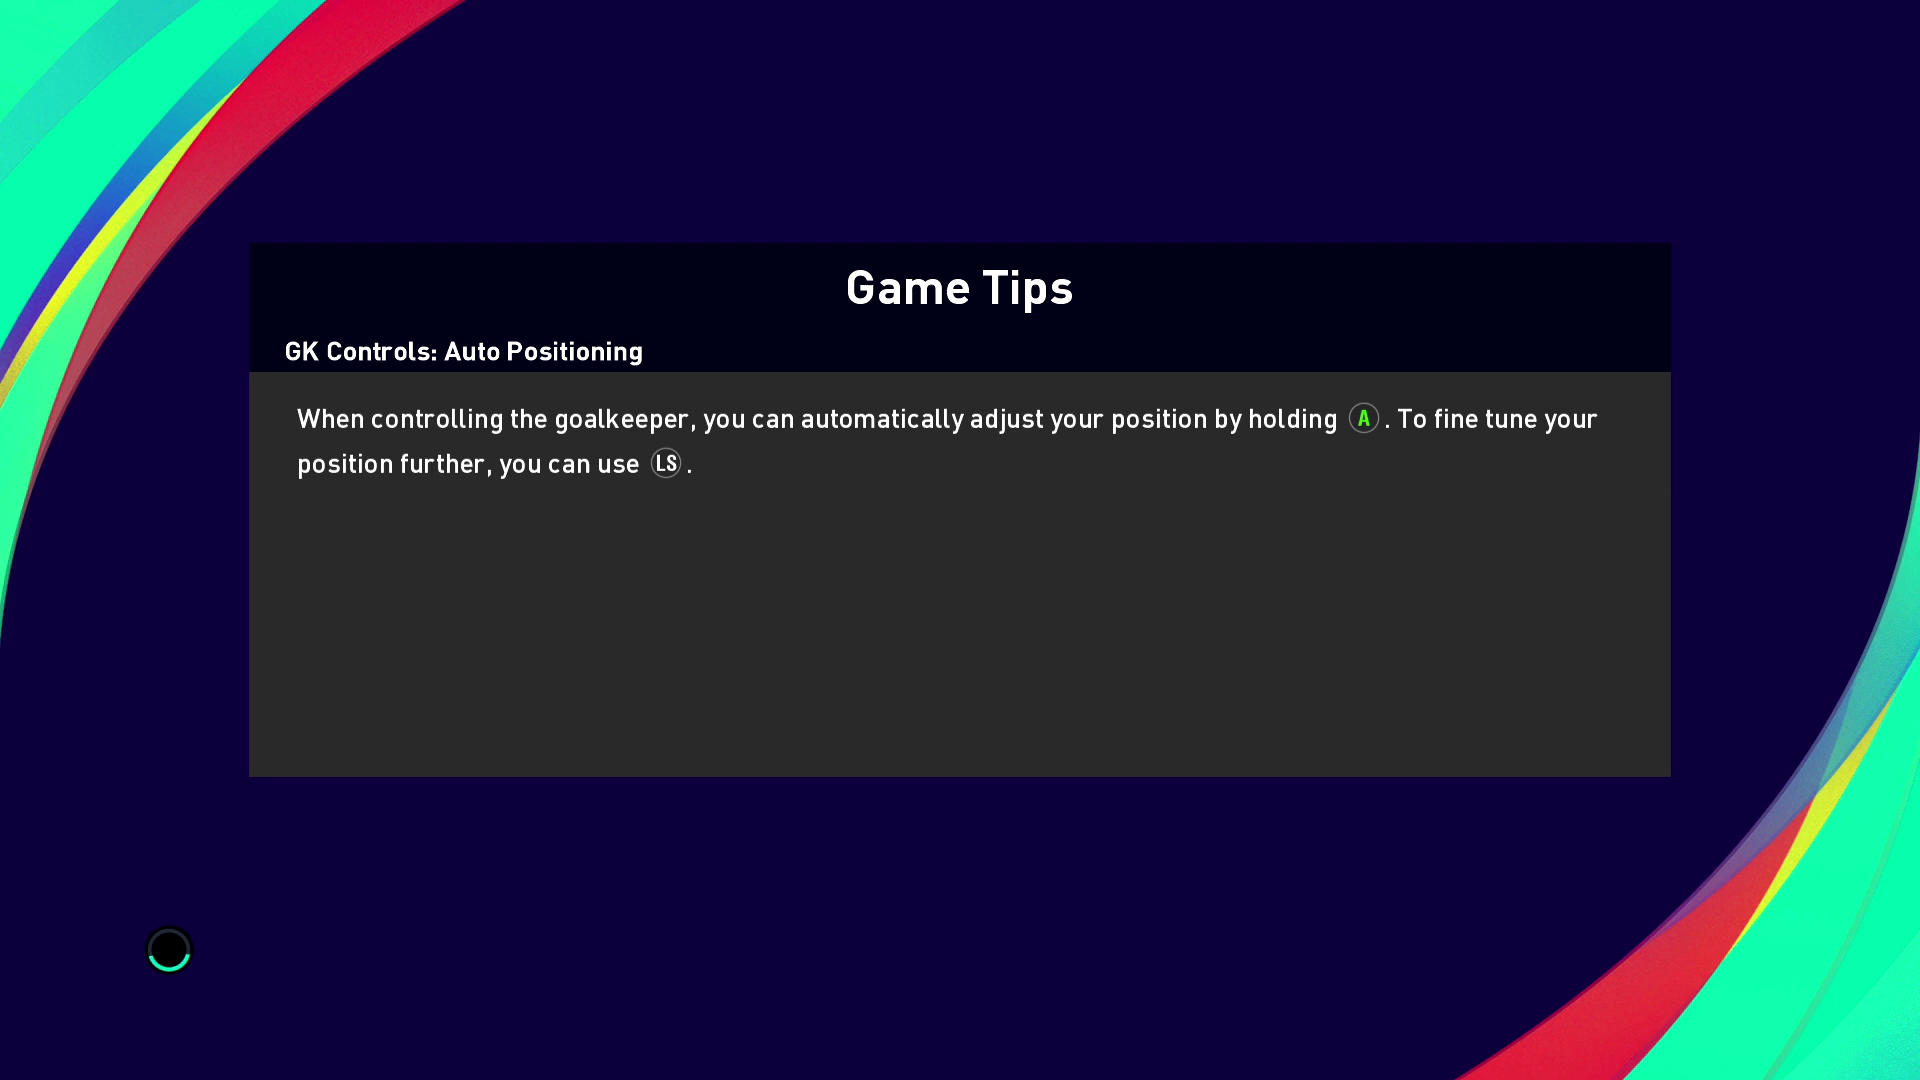 Game Tips
GK Controls: Auto Positioning
When controlling the goalkeeper, you can automatically adjust your position by holding A. To fine tune your
position further, you can use LS.